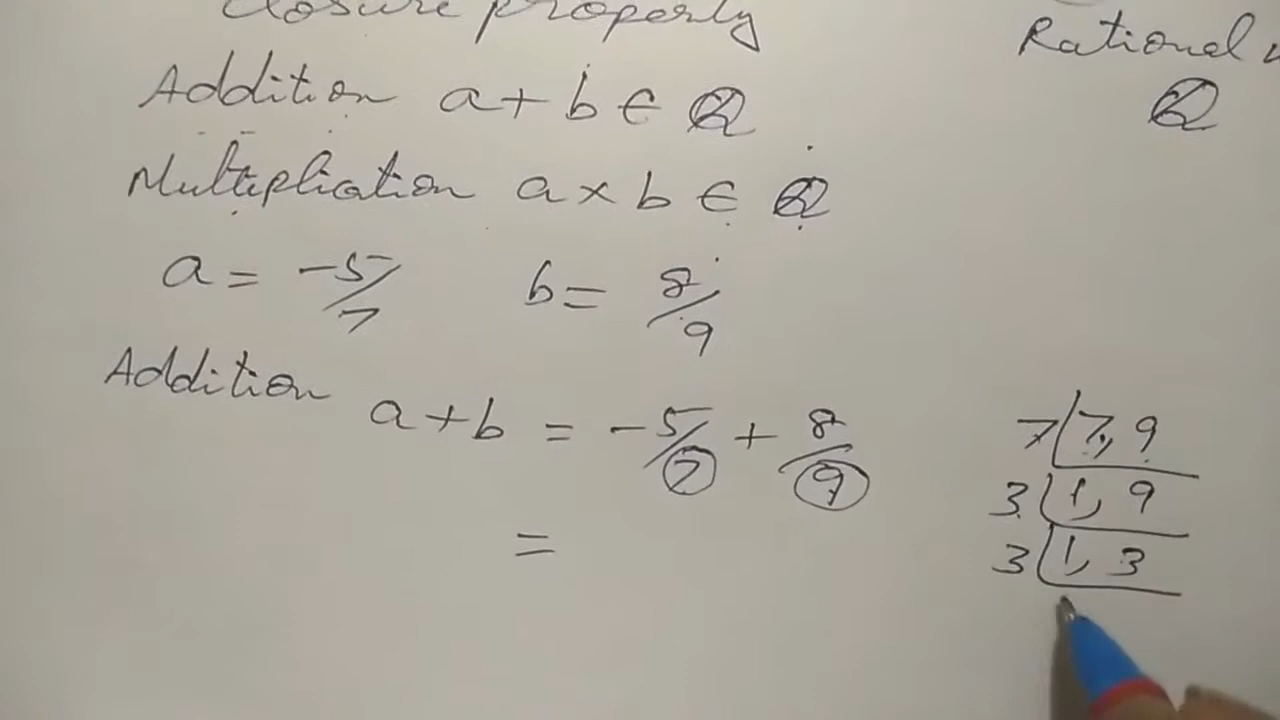 Closure property
Rational
Q
Addition a + b ∈ Q
Multiplication a × b ∈ Q
a = -5/7 b = 8/9
Addition a + b = -5/7 + 8/9
=
7 | 7, 9
3 | 1, 9
3 | 1, 3